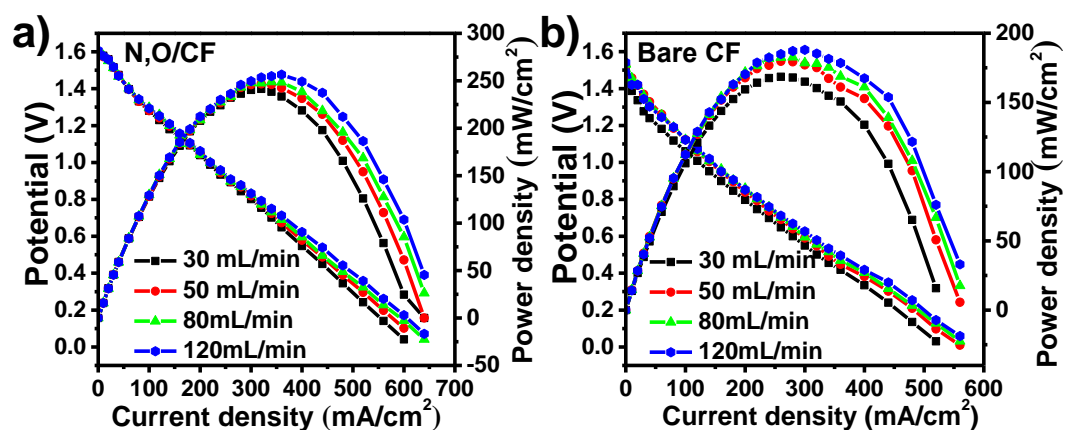 a)
N,O/CF
Potential (V)
1.6
1.4
1.2
1.0
0.8
0.6
0.4
0.2
0.0
300
250
200
150
100
50
0
-50
Power density (mW/cm²)
30 mL/min
50 mL/min
80mL/min
120mL/min
0 100 200 300 400 500 600 700
Current density (mA/cm²)
b)
Bare CF
Potential (V)
1.6
1.4
1.2
1.0
0.8
0.6
0.4
0.2
0.0
200
150
100
50
0
Power density (mW/cm²)
30 mL/min
50 mL/min
80mL/min
120mL/min
0 100 200 300 400 500 600
Current density (mA/cm²)